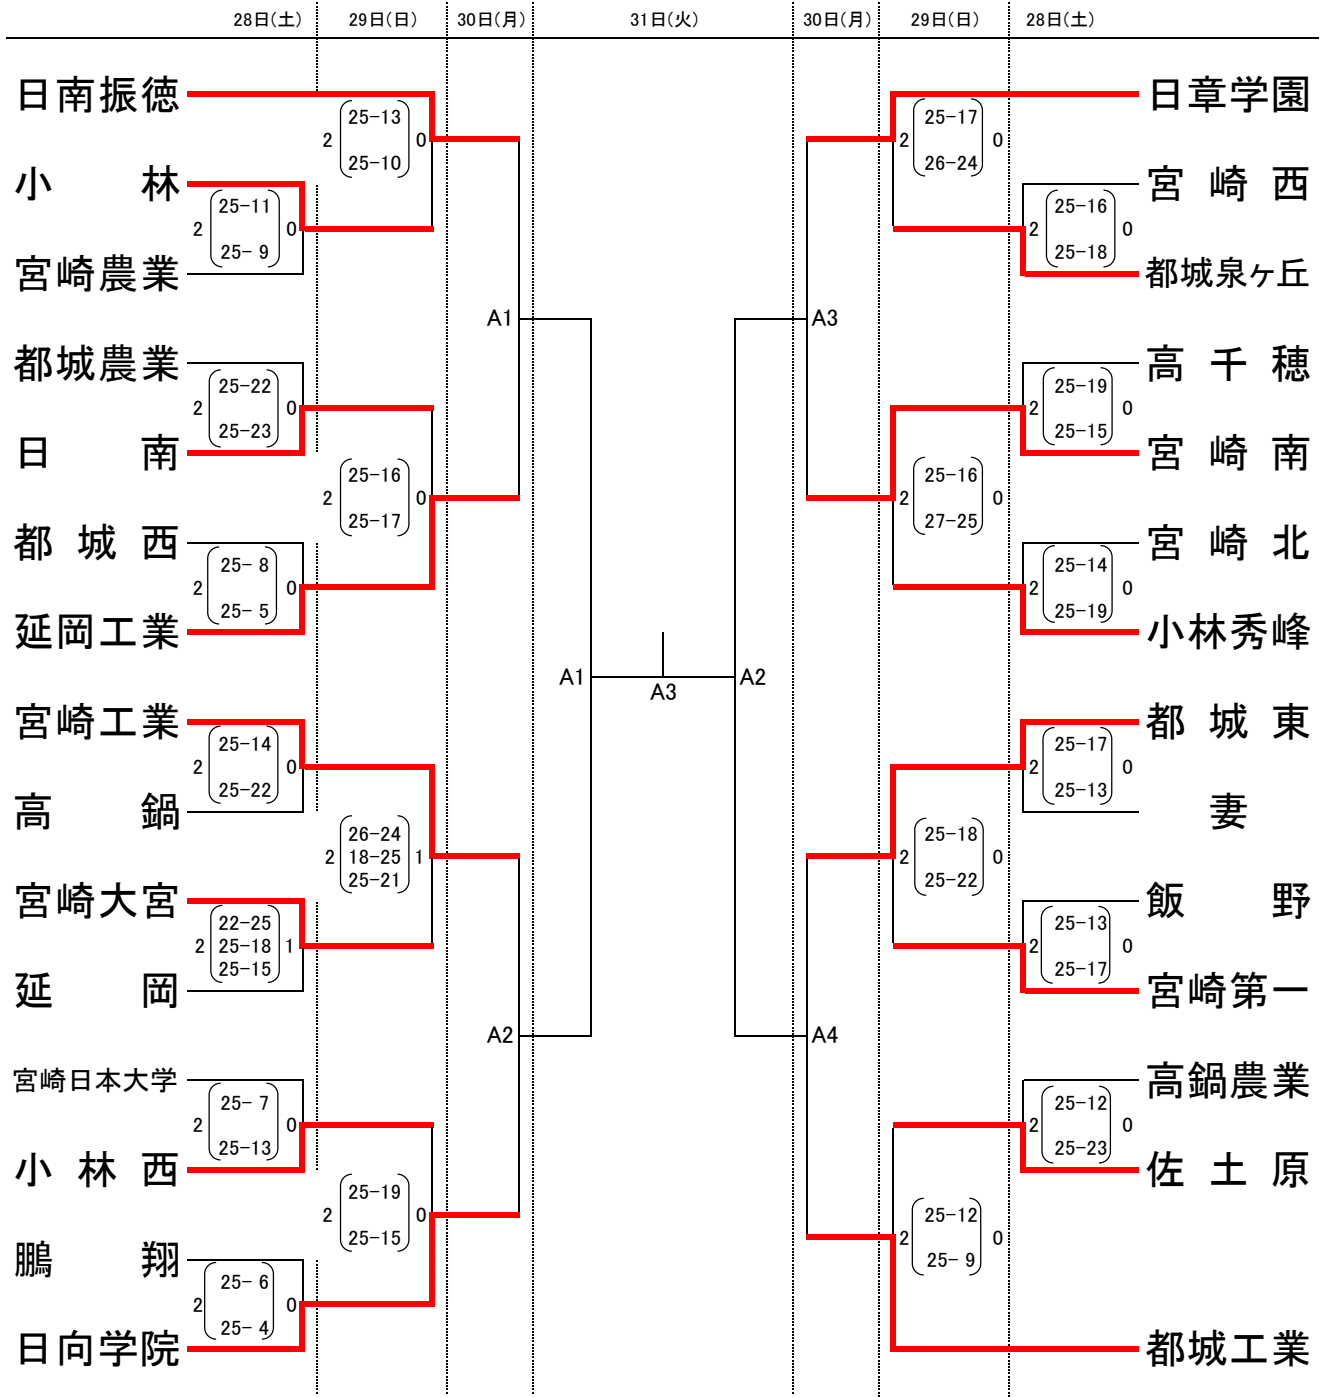 28日(土) 29日(日) 30日(月) 31日(火) 30日(月) 29日(日) 28日(土)
日南振徳
2 25-13 0
25-10
小 林
2 25-11 0
25- 9
宮崎農業
A1
都城農業
2 25-22 0
25-23
日 南
2 25-16 0
25-17
都 城 西
2 25- 8 0
25- 5
延岡工業
A1
宮崎工業
2 25-14 0
25-22
高 鍋
26-24
2 18-25 1
25-21
宮崎大宮
22-25
2 25-18 1
25-15
延 岡
A2
宮崎日本大学
2 25- 7 0
25-13
小 林 西
2 25-19 0
25-15
鵬 翔
2 25- 6 0
25- 4
日向学院
A3
日章学園
2 25-17 0
26-24
宮 崎 西
2 25-16 0
25-18
都城泉ヶ丘
A3
高 千 穂
2 25-19 0
25-15
宮 崎 南
2 25-16 0
27-25
宮 崎 北
2 25-14 0
25-19
小林秀峰
A2
都 城 東
2 25-17 0
25-13
妻
2 25-18 0
25-22
飯 野
2 25-13 0
25-17
宮崎第一
A4
高鍋農業
2 25-12 0
25-23
佐 土 原
2 25-12 0
25- 9
都城工業